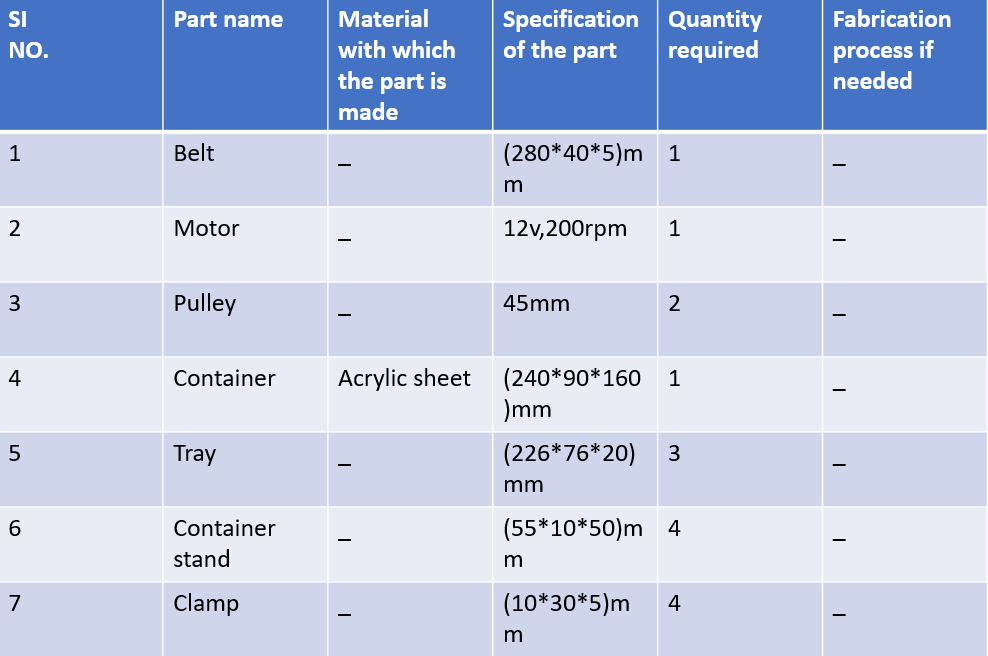 SI NO. Part name Material with which the part is made Specification of the part Quantity required Fabrication process if needed
1 Belt _ (280*40*5)mm 1 _
2 Motor _ 12v,200rpm 1 _
3 Pulley _ 45mm 2 _
4 Container Acrylic sheet (240*90*160)mm 1 _
5 Tray _ (226*76*20)mm 3 _
6 Container stand _ (55*10*50)mm 4 _
7 Clamp _ (10*30*5)mm 4 _